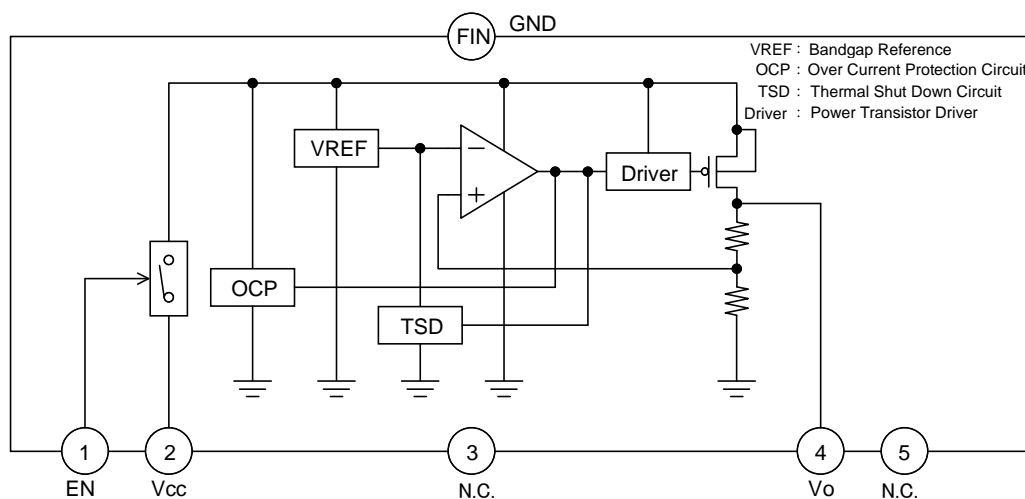 FIN
GND
VREF : Bandgap Reference
OCP : Over Current Protection Circuit
TSD : Thermal Shut Down Circuit
Driver : Power Transistor Driver
VREF
−
+
Driver
OCP
TSD
1
2
3
4
5
EN
Vcc
N.C.
Vo
N.C.